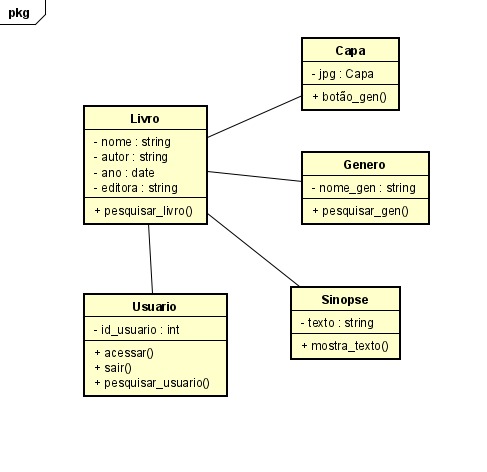 pkg
Capa
- jpg : Capa
+ botão_gen()
Livro
- nome : string
- autor : string
- ano : date
- editora : string
+ pesquisar_livro()
Genero
- nome_gen : string
+ pesquisar_gen()
Usuario
- id_usuario : int
+ acessar()
+ sair()
+ pesquisar_usuario()
Sinopse
- texto : string
+ mostra_texto()